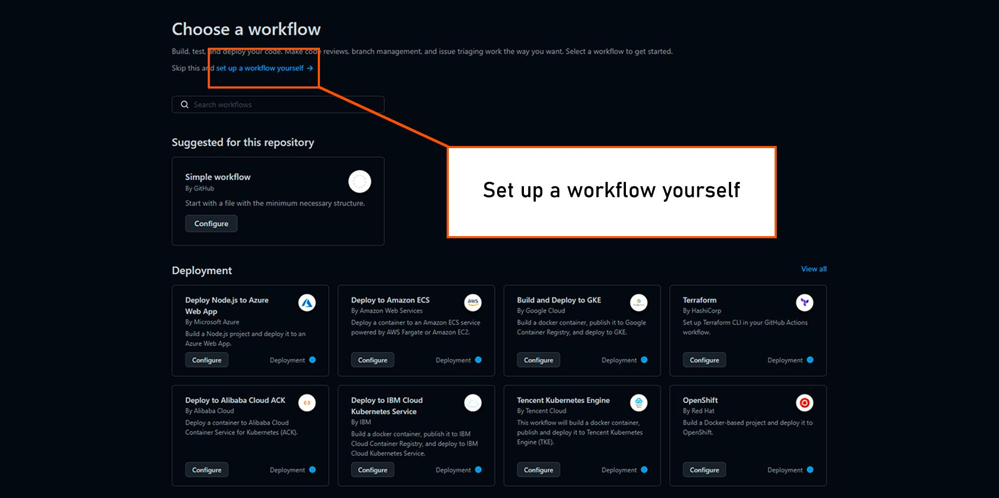 Choose a workflow
Build, test, and deploy your code. Make code reviews, branch management, and issue triaging work the way you want. Select a workflow to get started.
Skip this and set up a workflow yourself →
Search workflows
Set up a workflow yourself
Suggested for this repository
Simple workflow
By GitHub
Start with a file with the minimum necessary structure.
Configure
Deployment
View all
Deploy Node.js to Azure
Web App
By Microsoft Azure
Build a Node.js project and deploy it to an
Azure Web App.
Configure
Deployment
Deploy to Amazon ECS
By Amazon Web Services
aws
Deploy a container to an Amazon ECS service
powered by AWS Fargate or Amazon EC2.
Configure
Deployment
Build and Deploy to GKE
By Google Cloud
Build a docker container, publish it to Google
Container Registry, and deploy to GKE.
Configure
Deployment
Terraform
By HashiCorp
Set up Terraform CLI in your GitHub Actions
workflow.
Configure
Deployment
Deploy to Alibaba Cloud ACK
By Alibaba Cloud
Deploy a container to Alibaba Cloud
Container Service for Kubernetes (ACK).
Configure
Deployment
Deploy to IBM Cloud
Kubernetes Service
By IBM
Build a docker container, publish it to IBM
Cloud Container Registry, and deploy to IBM
Cloud Kubernetes Service.
Configure
Deployment
Tencent Kubernetes Engine
By Tencent Cloud
This workflow will build a docker container,
publish and deploy it to Tencent Kubernetes
Engine (TKE).
Configure
Deployment
OpenShift
By Red Hat
Build a Docker-based project and deploy it to
OpenShift.
Configure
Deployment